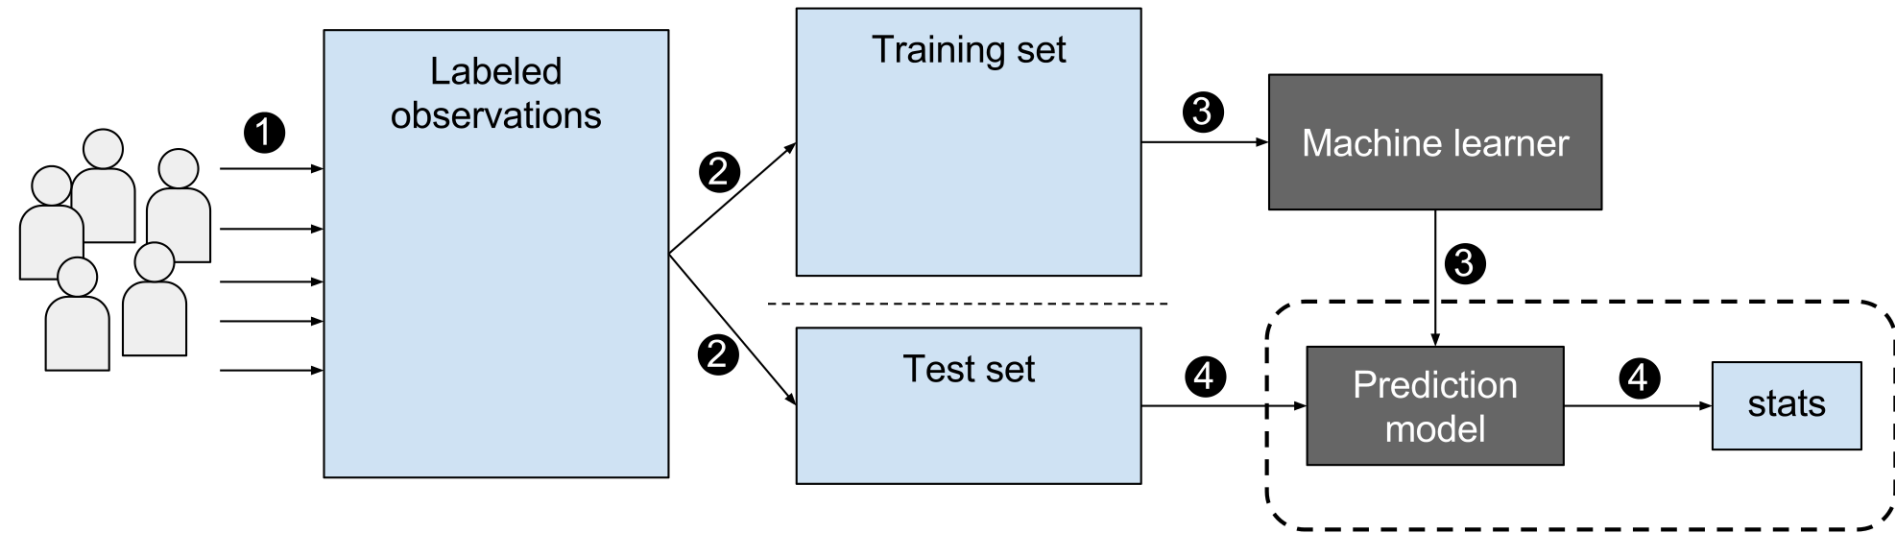 1
Labeled
observations
2
2
Training set
Test set
3
Machine learner
3
4
Prediction
model
4
stats